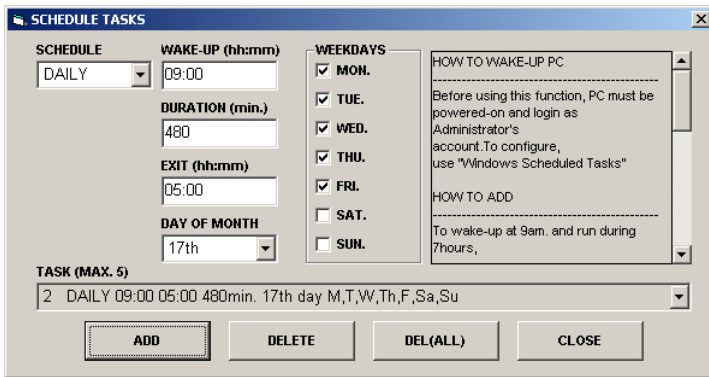 SCHEDULE TASKS
SCHEDULE
DAILY
WAKE-UP (hh:mm)
09:00
DURATION (min.)
480
EXIT (hh:mm)
05:00
DAY OF MONTH
17th
WEEKDAYS
MON.
TUE.
WED.
THU.
FRI.
SAT.
SUN.
HOW TO WAKE-UP PC
----------------------------------------------------
Before using this function, PC must be
powered-on and login as
Administrator's
account.To configure,
use "Windows Scheduled Tasks"
HOW TO ADD
----------------------------------------------------
To wake-up at 9am. and run during
7hours,
TASK (MAX. 5)
2 DAILY 09:00 05:00 480min. 17th day M,T,W,Th,F,Sa,Su
ADD
DELETE
DEL(ALL)
CLOSE